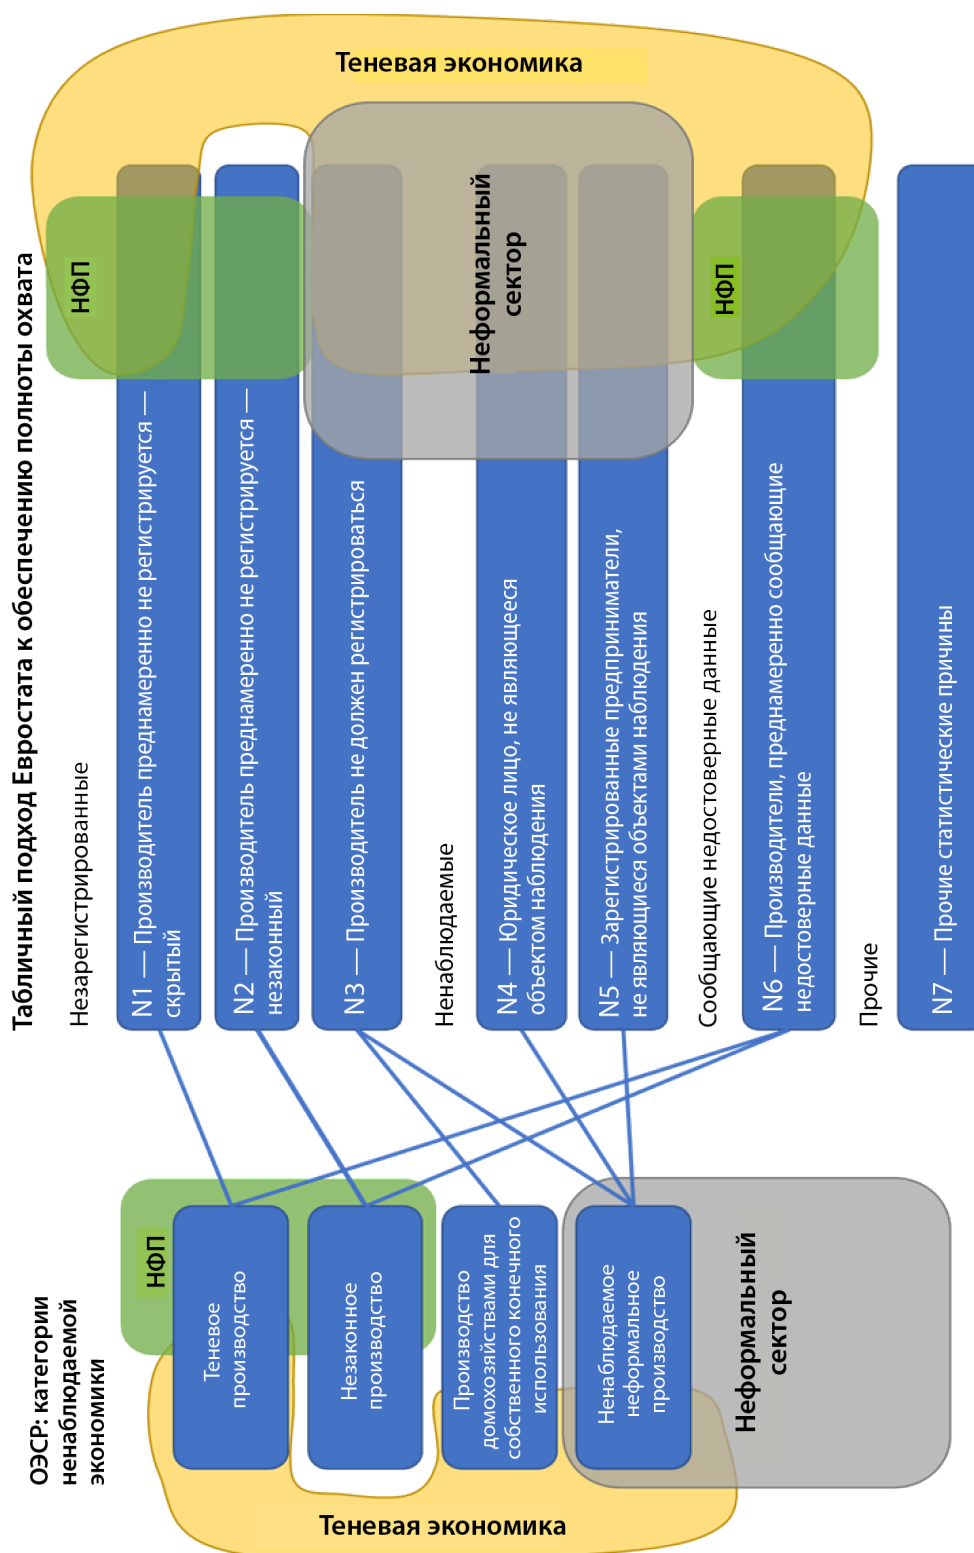 ОЭСР: категории
ненаблюдаемой
экономики
НФП
Теневое
производство
Незаконное
производство
Производство
домохозяйствами для
собственного конечного
использования
Ненаблюдаемое
неформальное
производство
Неформальный
сектор
Теневая экономика
Табличный подход Евростата к обеспечению полноты охвата
Незарегистрированные
N1 — Производитель преднамеренно не регистрируется —
скрытый
N2 — Производитель преднамеренно не регистрируется —
незаконный
N3 — Производитель не должен регистрироваться
Ненаблюдаемые
N4 — Юридическое лицо, не являющееся
объектом наблюдения
N5 — Зарегистрированные предприниматели,
не являющиеся объектами наблюдения
Сообщающие недостоверные данные
N6 — Производители, преднамеренно сообщающие
недостоверные данные
Прочие
N7 — Прочие статистические причины
НФП
Неформальный
сектор
НФП
Теневая экономика